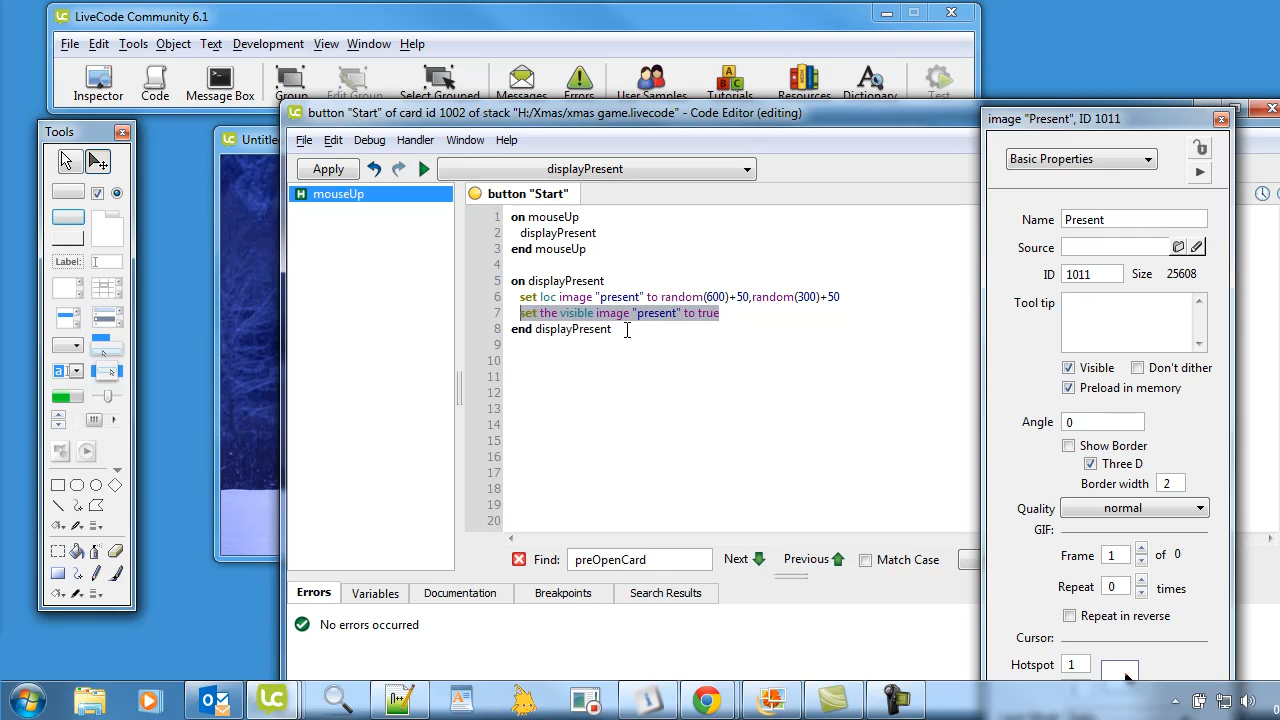 LiveCode Community 6.1
File Edit Tools Object Text Development View Window Help
Inspector Code Message Box Group Edit Group Select Grouped Messages Errors User Samples Tutorials Resources Dictionary Test
button "Start" of card id 1002 of stack "H:/Xmas/xmas game.livecode" - Code Editor (editing)
image "Present", ID 1011
Tools
Untitle
File Edit Debug Handler Window Help
Basic Properties
Apply displayPresent
mouseUp
button "Start"
1 on mouseUp
2 displayPresent
3 end mouseUp
4
5 on displayPresent
6 set loc image "present" to random(600)+50,random(300)+50
7 set the visible image "present" to true
8 end displayPresent
9
10
11
12
13
14
15
16
17
18
19
20
Label:
Name Present
Source
ID 1011 Size 25608
Tool tip
Visible Don't dither
Preload in memory
Angle 0
Show Border
Three D
Border width 2
Quality normal
GIF:
Frame 1 of 0
Repeat 0 times
Repeat in reverse
Cursor:
Hotspot 1
Find: preOpenCard Next Previous Match Case
Errors Variables Documentation Breakpoints Search Results
No errors occurred